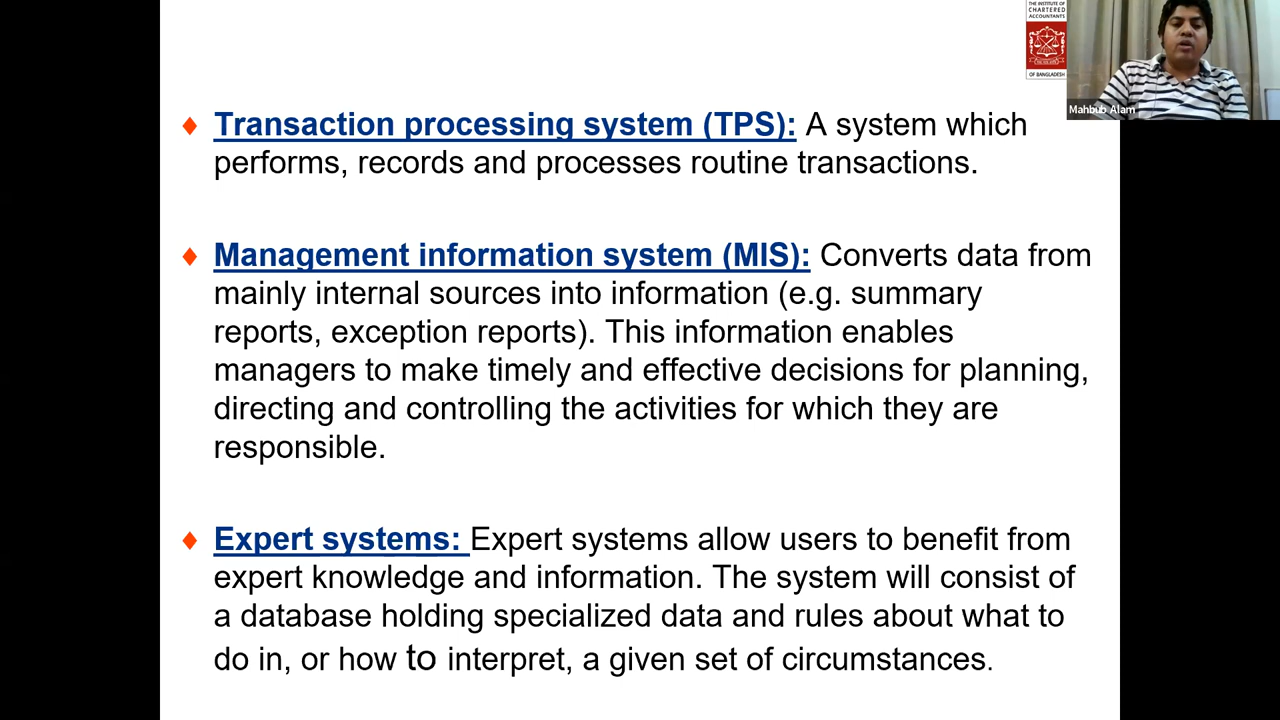 THE INSTITUTE OF
CHARTERED
ACCOUNTANTS
OF BANGLADESH
Mahbub Alam
Transaction processing system (TPS): A system which
performs, records and processes routine transactions.
Management information system (MIS): Converts data from
mainly internal sources into information (e.g. summary
reports, exception reports). This information enables
managers to make timely and effective decisions for planning,
directing and controlling the activities for which they are
responsible.
Expert systems: Expert systems allow users to benefit from
expert knowledge and information. The system will consist of
a database holding specialized data and rules about what to
do in, or how to interpret, a given set of circumstances.